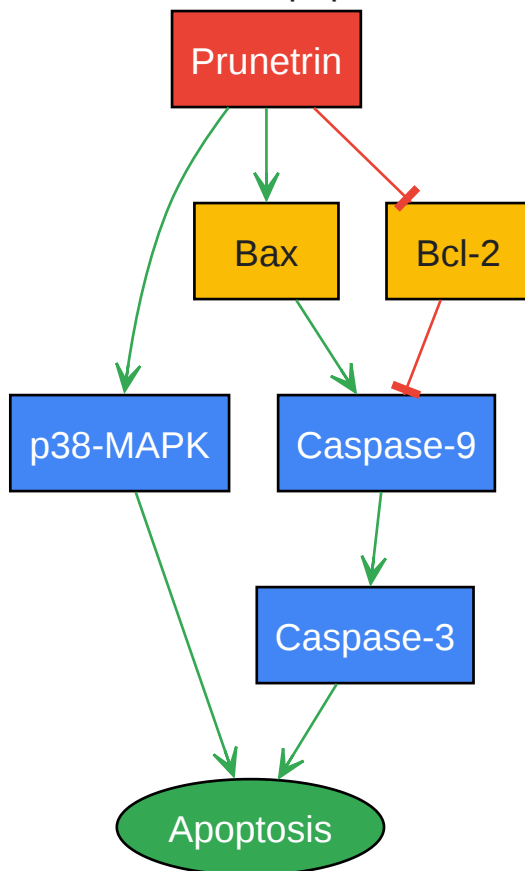 Prunetrin
Bax
Bcl-2
p38-MAPK
Caspase-9
Caspase-3
Apoptosis